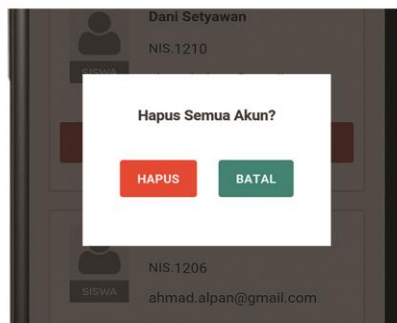 Dani Setyawan
NIS.1210
SISWA
Hapus Semua Akun?
HAPUS
BATAL
NIS.1206
SISWA
ahmad.alpan@gmail.com